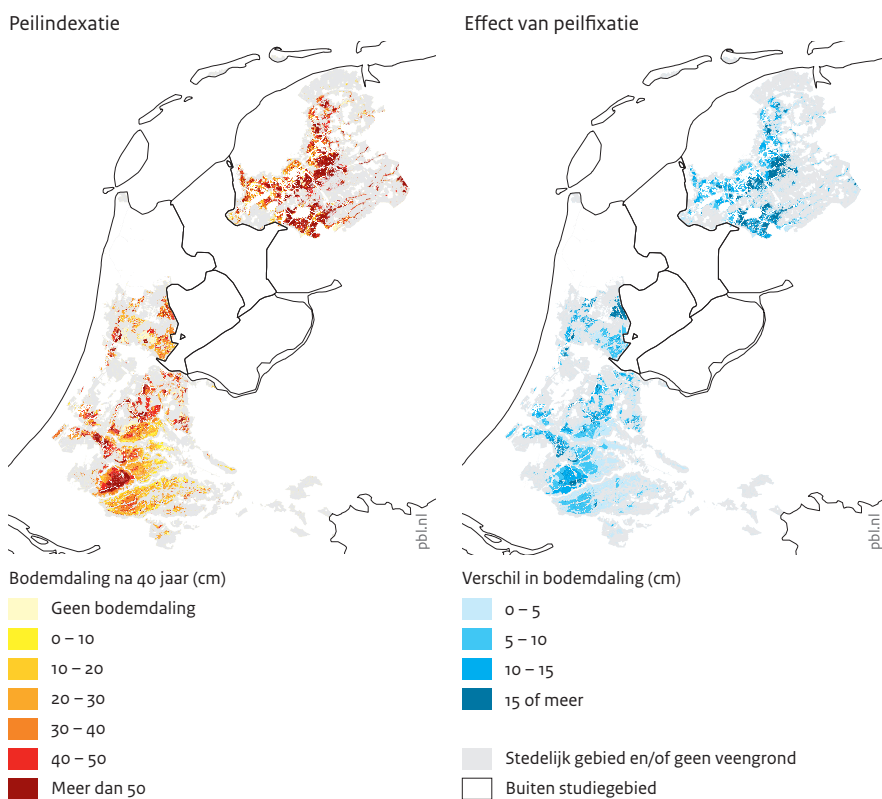 Peilindexatie
Effect van peilfixatie
pbl.nl
pbl.nl
Bodemdaling na 40 jaar (cm)
Geen bodemdaling
0 – 10
10 – 20
20 – 30
30 – 40
40 – 50
Meer dan 50
Verschil in bodemdaling (cm)
0 – 5
5 – 10
10 – 15
15 of meer
Stedelijk gebied en/of geen veengrond
Buiten studiegebied